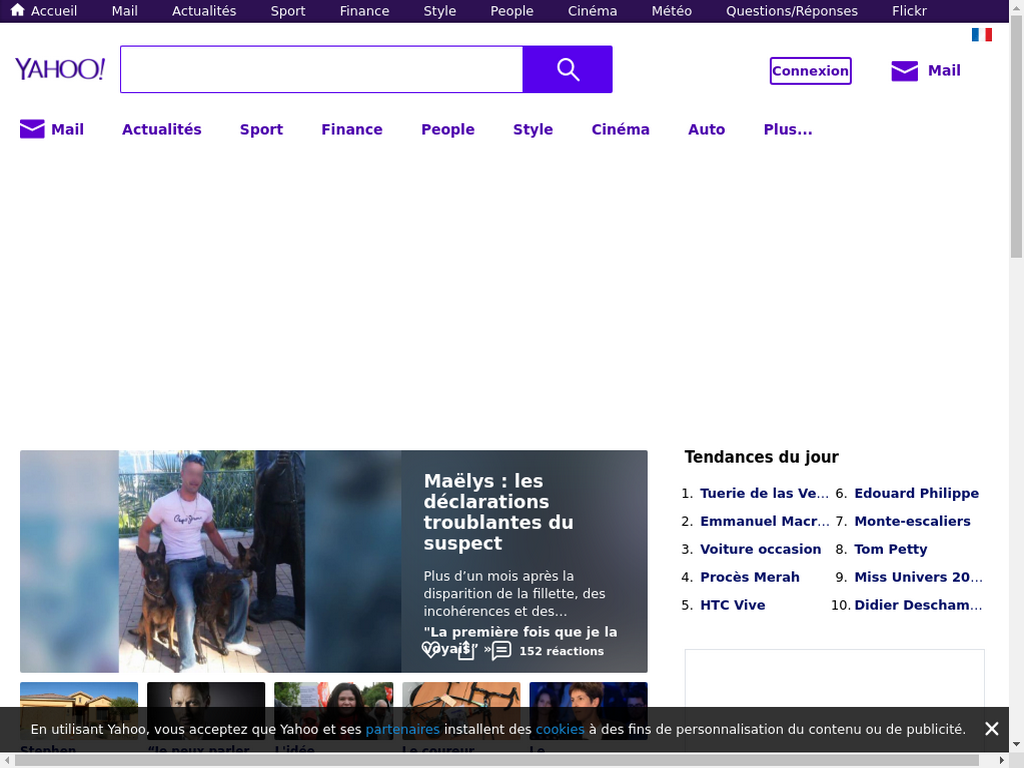 Accueil Mail Actualités Sport Finance Style People Cinéma Météo Questions/Réponses Flickr
YAHOO!
Connexion
Mail
Mail Actualités Sport Finance People Style Cinéma Auto Plus...
Maëlys : les
déclarations
troublantes du
suspect
Plus d’un mois après la
disparition de la fillette, des
incohérences et des...
"La première fois que je la
voyais" »
152 réactions
Tendances du jour
1. Tuerie de las Ve...
2. Emmanuel Macr...
3. Voiture occasion
4. Procès Merah
5. HTC Vive
6. Edouard Philippe
7. Monte-escaliers
8. Tom Petty
9. Miss Univers 20...
10. Didier Descham...
En utilisant Yahoo, vous acceptez que Yahoo et ses partenaires installent des cookies à des fins de personnalisation du contenu ou de publicité.
Stephen
“Je peux parler
L’idée
Le coureur
Le